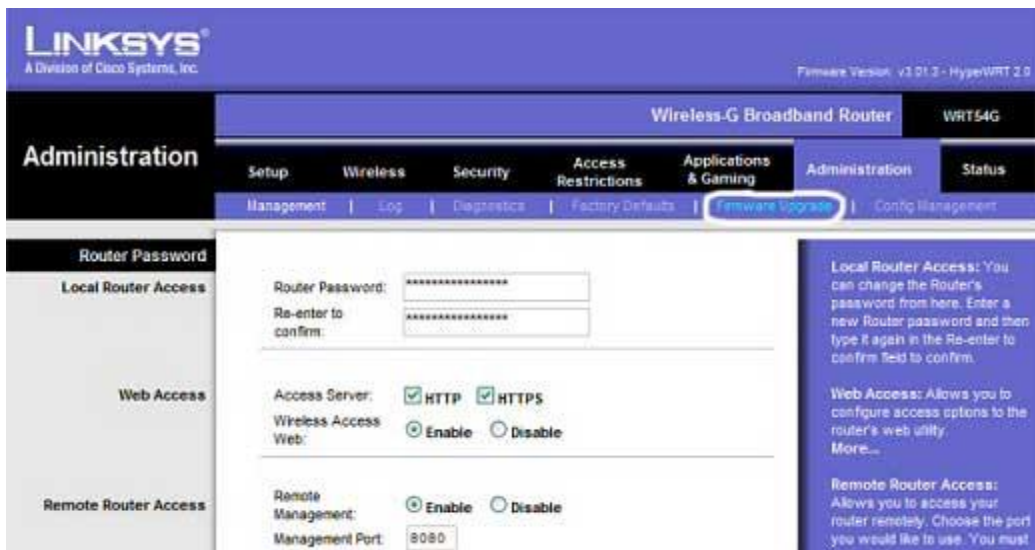 LINKSYS®
A Division of Cisco Systems, Inc.
Firmware Version: v3.01.3 - HyperWRT 2.0
Wireless-G Broadband Router WRT54G
Administration
Setup Wireless Security Access Restrictions Applications & Gaming Administration Status
Management | Log | Diagnostics | Factory Defaults | Firmware Upgrade | Config Management
Router Password
Local Router Access
Router Password: ****************
Re-enter to
confirm: ****************
Web Access
Access Server: HTTP HTTPS
Wireless Access
Web: Enable Disable
Remote Router Access
Remote
Management: Enable Disable
Management Port: 8080
Local Router Access: You
can change the Router's
password from here. Enter a
new Router password and then
type it again in the Re-enter to
confirm field to confirm.
Web Access: Allows you to
configure access options to the
router's web utility.
More...
Remote Router Access:
Allows you to access your
router remotely. Choose the port
you would like to use. You must